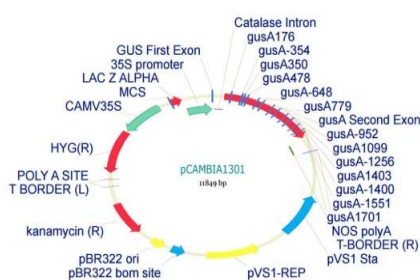 Catalase Intron
GUS First Exon
gusA176
35S promoter
gusA-354
LAC Z ALPHA
gusA350
MCS
gusA478
CAMV35S
gusA-648
gusA779
gusA Second Exon
gusA-952
HYG(R)
gusA1099
pCAMBIA1301
gusA-1256
11849 bp
gusA1403
POLY A SITE
gusA-1400
T BORDER (L)
gusA-1551
gusA1701
kanamycin (R)
NOS polyA
T-BORDER (R)
pBR322 ori
pVS1 Sta
pBR322 bom site
pVS1-REP